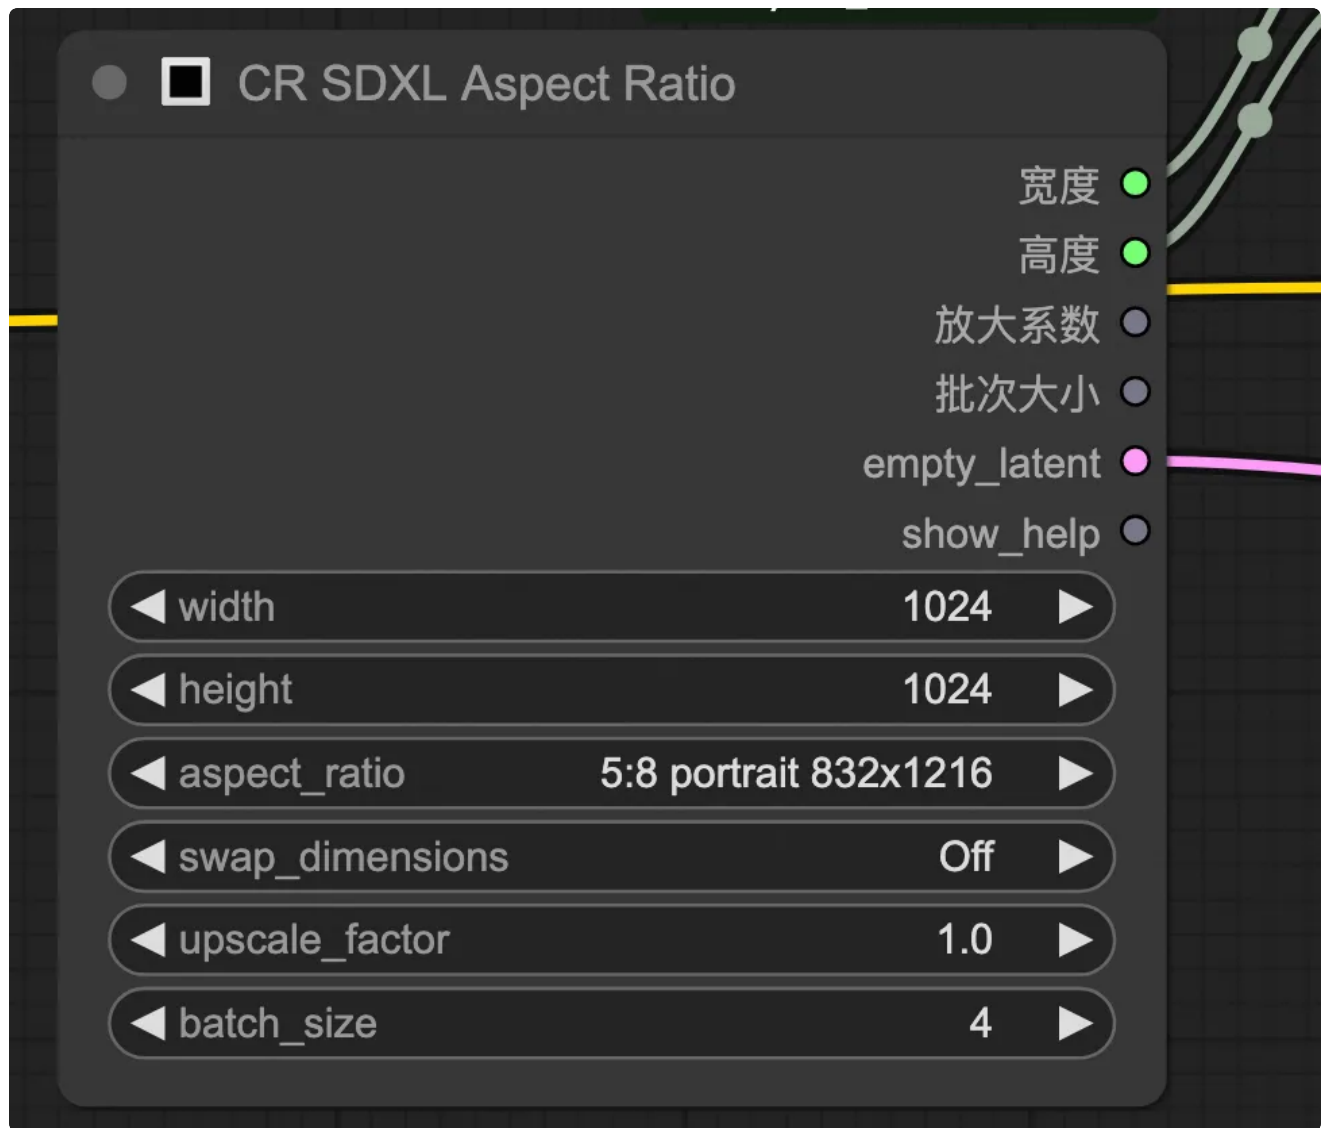 CR SDXL Aspect Ratio
宽度
高度
放大系数
批次大小
empty_latent
show_help
width 1024
height 1024
aspect_ratio 5:8 portrait 832x1216
swap_dimensions Off
upscale_factor 1.0
batch_size 4